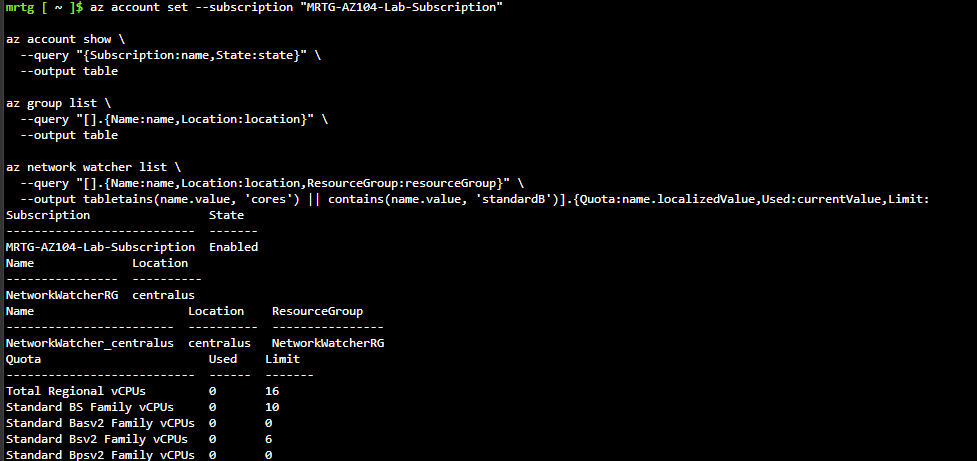 mrtg [ ~ ]$ az account set --subscription "MRTG-AZ104-Lab-Subscription"
az account show \
--query "{Subscription:name,State:state}" \
--output table
az group list \
--query "[].{Name:name,Location:location}" \
--output table
az network watcher list \
--query "[].{Name:name,Location:location,ResourceGroup:resourceGroup}" \
--output tabletains(name.value, 'cores') || contains(name.value, 'standardB')].{Quota:name.localizedValue,Used:currentValue,Limit:
Subscription State
--------------------------- -------
MRTG-AZ104-Lab-Subscription Enabled
Name Location
---------------- ----------
NetworkWatcherRG centralus
Name Location ResourceGroup
------------------------ ---------- ----------------
NetworkWatcher_centralus centralus NetworkWatcherRG
Quota Used Limit
--------------------------- ------ -------
Total Regional vCPUs 0 16
Standard BS Family vCPUs 0 10
Standard Basv2 Family vCPUs 0 0
Standard Bsv2 Family vCPUs 0 6
Standard Bpsv2 Family vCPUs 0 0